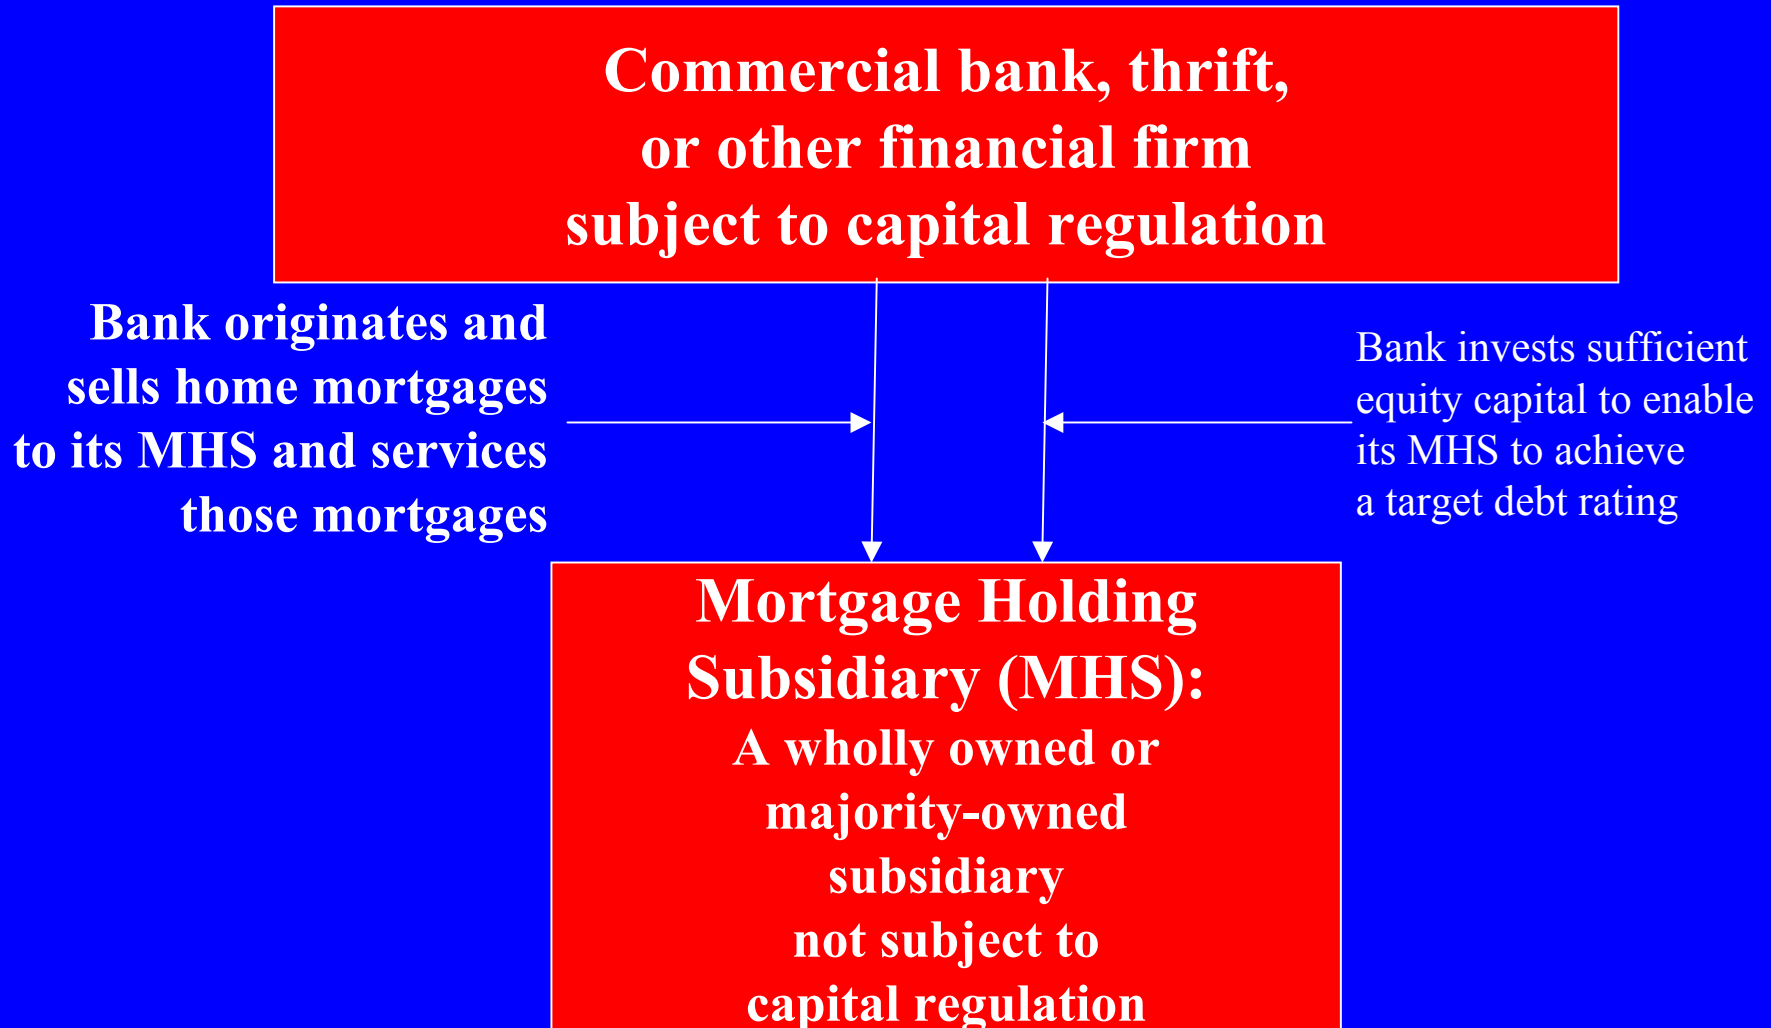 Commercial bank, thrift,
or other financial firm
subject to capital regulation
Bank originates and
sells home mortgages
to its MHS and services
those mortgages
Bank invests sufficient
equity capital to enable
its MHS to achieve
a target debt rating
Mortgage Holding
Subsidiary (MHS):
A wholly owned or
majority-owned
subsidiary
not subject to
capital regulation